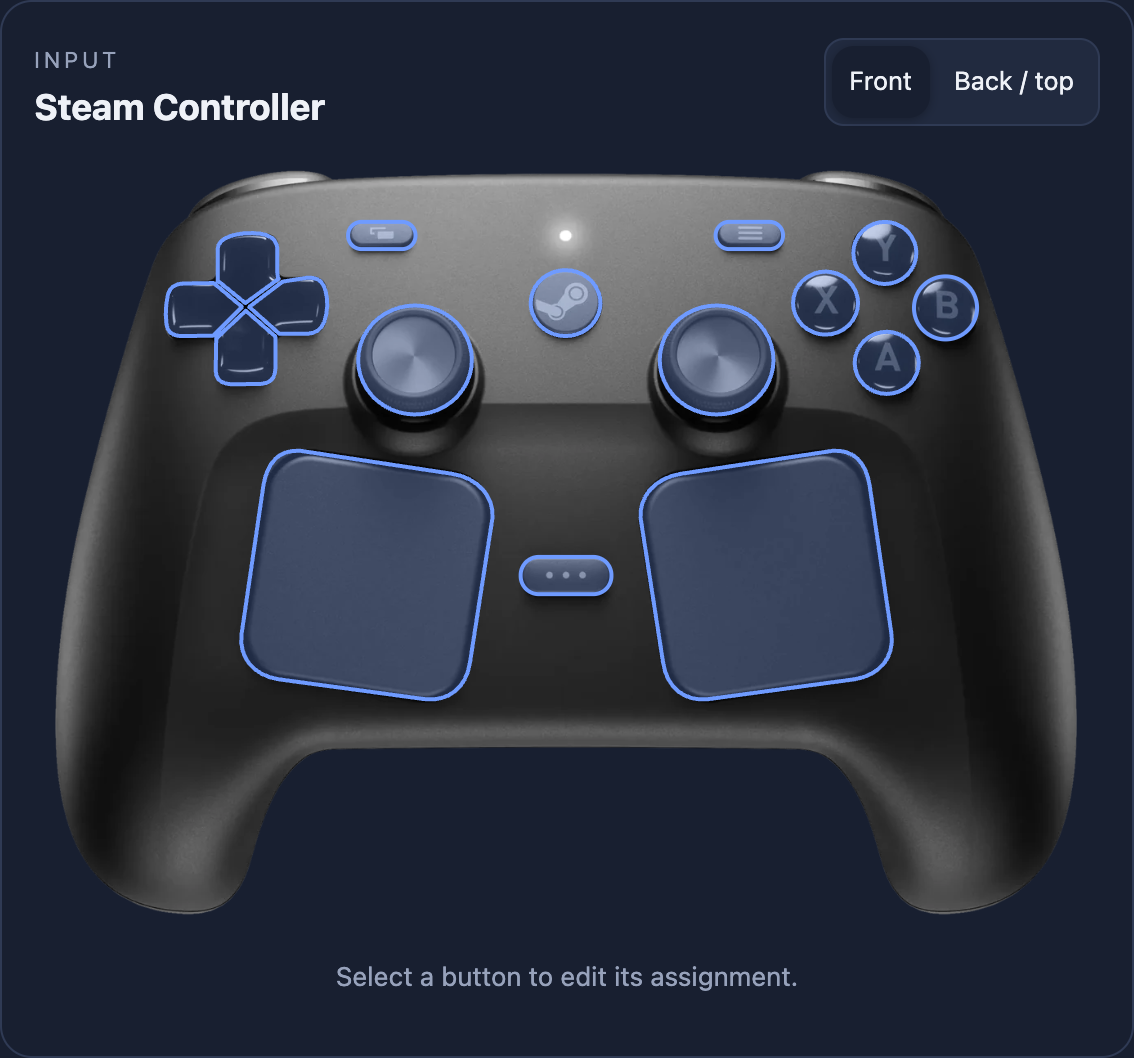 INPUT
Steam Controller
Front
Back / top
Y
X
B
A
Select a button to edit its assignment.